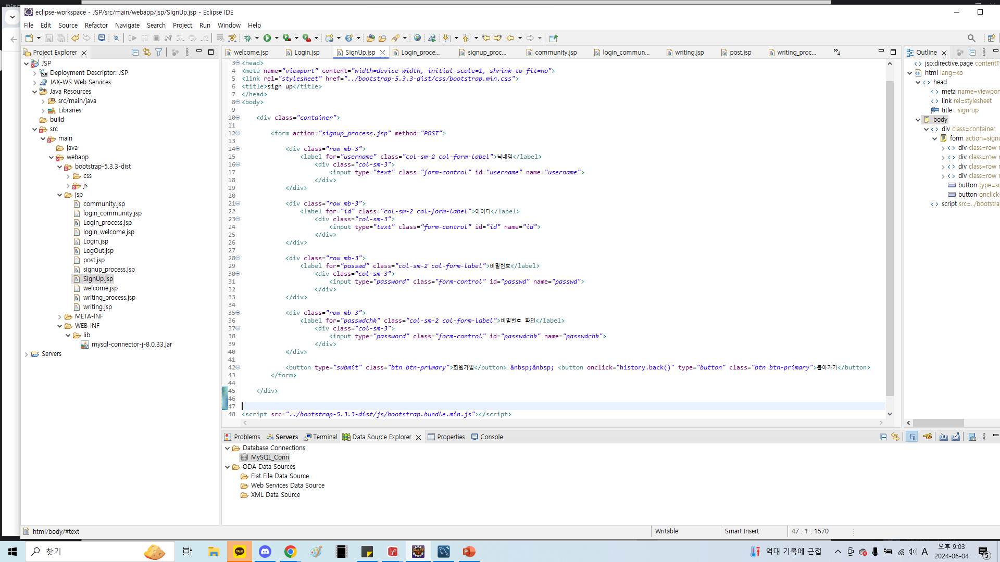 eclipse-workspace - JSP/src/main/webapp/jsp/SignUp.jsp - Eclipse IDE
File Edit Source Refactor Navigate Search Project Run Window Help
Project Explorer
JSP
Deployment Descriptor: JSP
JAX-WS Web Services
Java Resources
src/main/java
Libraries
build
src
main
java
webapp
bootstrap-5.3.3-dist
css
js
jsp
community.jsp
login_community.jsp
Login_process.jsp
login_welcome.jsp
Login.jsp
LogOut.jsp
post.jsp
signup_process.jsp
SignUp.jsp
welcome.jsp
writing_process.jsp
writing.jsp
META-INF
WEB-INF
lib
mysql-connector-j-8.0.33.jar
Servers
welcome.jsp Login.jsp SignUp.jsp Login_proce... signup_proc... community.jsp login_commun... writing.jsp post.jsp writing_proc... »4
3 <head>
4 <meta name="viewport" content="width=device-width, initial-scale=1, shrink-to-fit=no">
5 <link rel="stylesheet" href="../bootstrap-5.3.3-dist/css/bootstrap.min.css">
6 <title>sign up</title>
7 </head>
8 <body>
9
10 <div class="container">
11
12 <form action="signup_process.jsp" method="POST">
13
14 <div class="row mb-3">
15 <label for="username" class="col-sm-2 col-form-label">닉네임</label>
16 <div class="col-sm-3">
17 <input type="text" class="form-control" id="username" name="username">
18 </div>
19 </div>
20
21 <div class="row mb-3">
22 <label for="id" class="col-sm-2 col-form-label">아이디</label>
23 <div class="col-sm-3">
24 <input type="text" class="form-control" id="id" name="id">
25 </div>
26 </div>
27
28 <div class="row mb-3">
29 <label for="passwd" class="col-sm-2 col-form-label">비밀번호</label>
30 <div class="col-sm-3">
31 <input type="password" class="form-control" id="passwd" name="passwd">
32 </div>
33 </div>
34
35 <div class="row mb-3">
36 <label for="passwdchk" class="col-sm-2 col-form-label">비밀번호 확인</label>
37 <div class="col-sm-3">
38 <input type="password" class="form-control" id="passwdchk" name="passwdchk">
39 </div>
40 </div>
41
42 <button type="submit" class="btn btn-primary">회원가입</button> &nbsp;&nbsp; <button onclick="history.back()" type="button" class="btn btn-primary">돌아가기</button>
43 </form>
44
45 </div>
46
47
48 <script src="../bootstrap-5.3.3-dist/js/bootstrap.bundle.min.js"></script>
Outline
jsp:directive.page contentTy
html lang=ko
head
meta name=viewpor
link rel=stylesheet
title : sign up
body
div class=container
form action=signu
div class=row r
div class=row r
div class=row r
div class=row r
button type=su
button onclick=
script src=../bootstra
Problems Servers Terminal Data Source Explorer Properties Console
Database Connections
MySQL_Conn
ODA Data Sources
Flat File Data Source
Web Services Data Source
XML Data Source
html/body/#text
Writable Smart Insert 47 : 1 : 1570
찾기
TALK
역대 기록에 근접
A
오후 9:03
2024-06-04
5